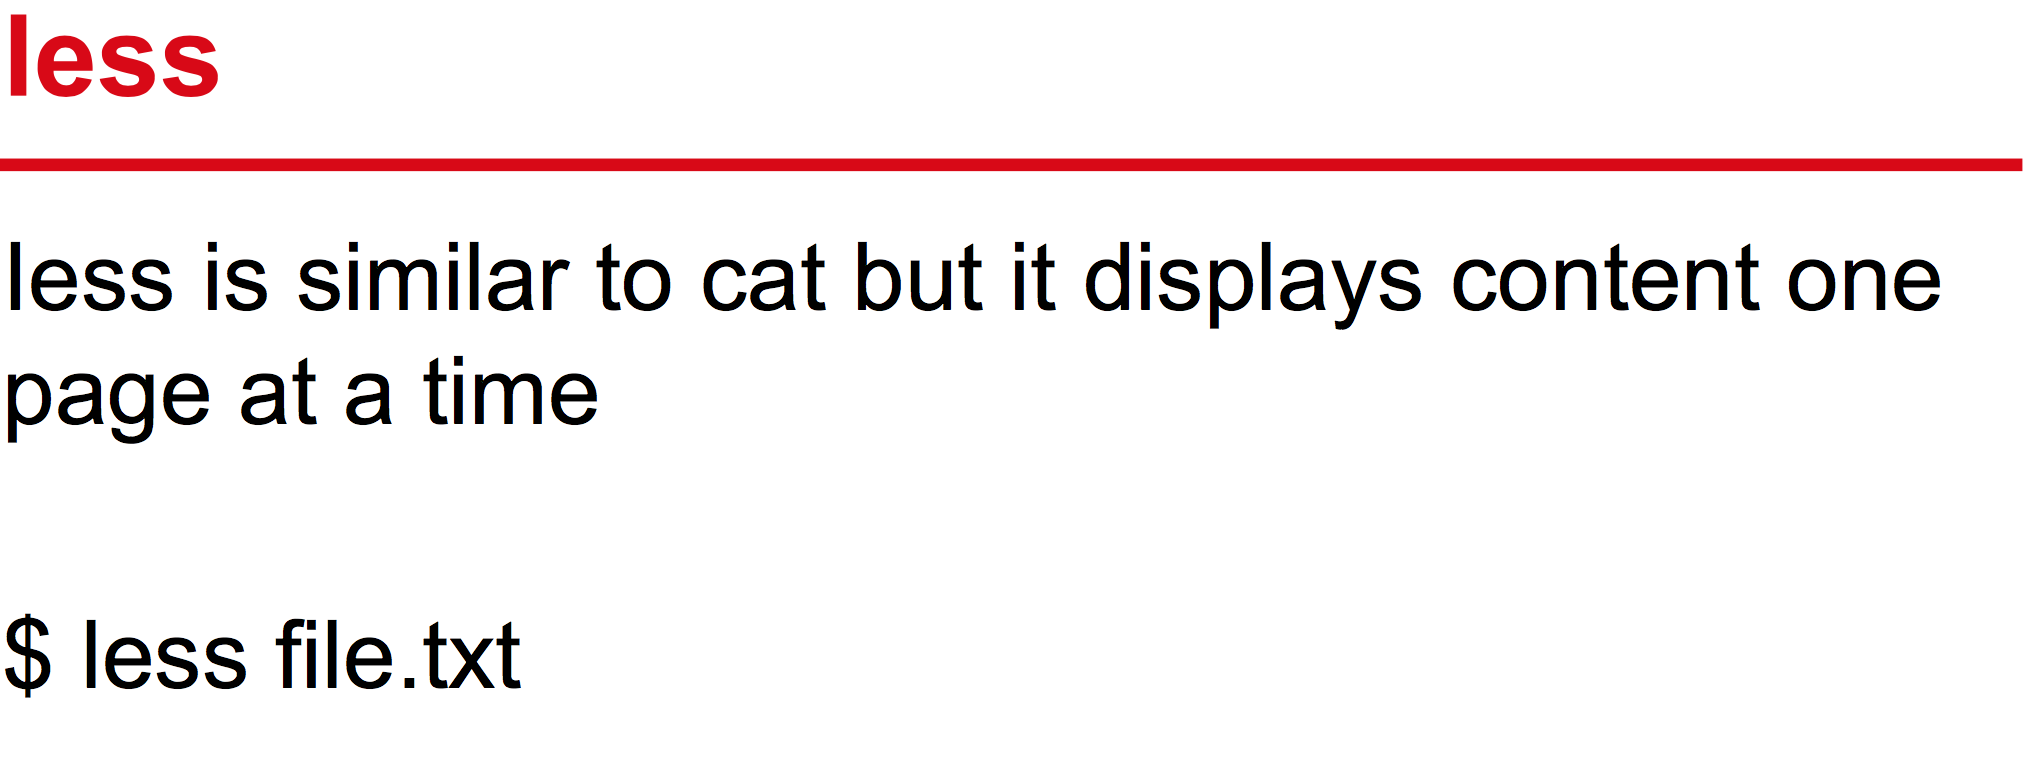 less
less is similar to cat but it displays content one
page at a time
$ less file.txt